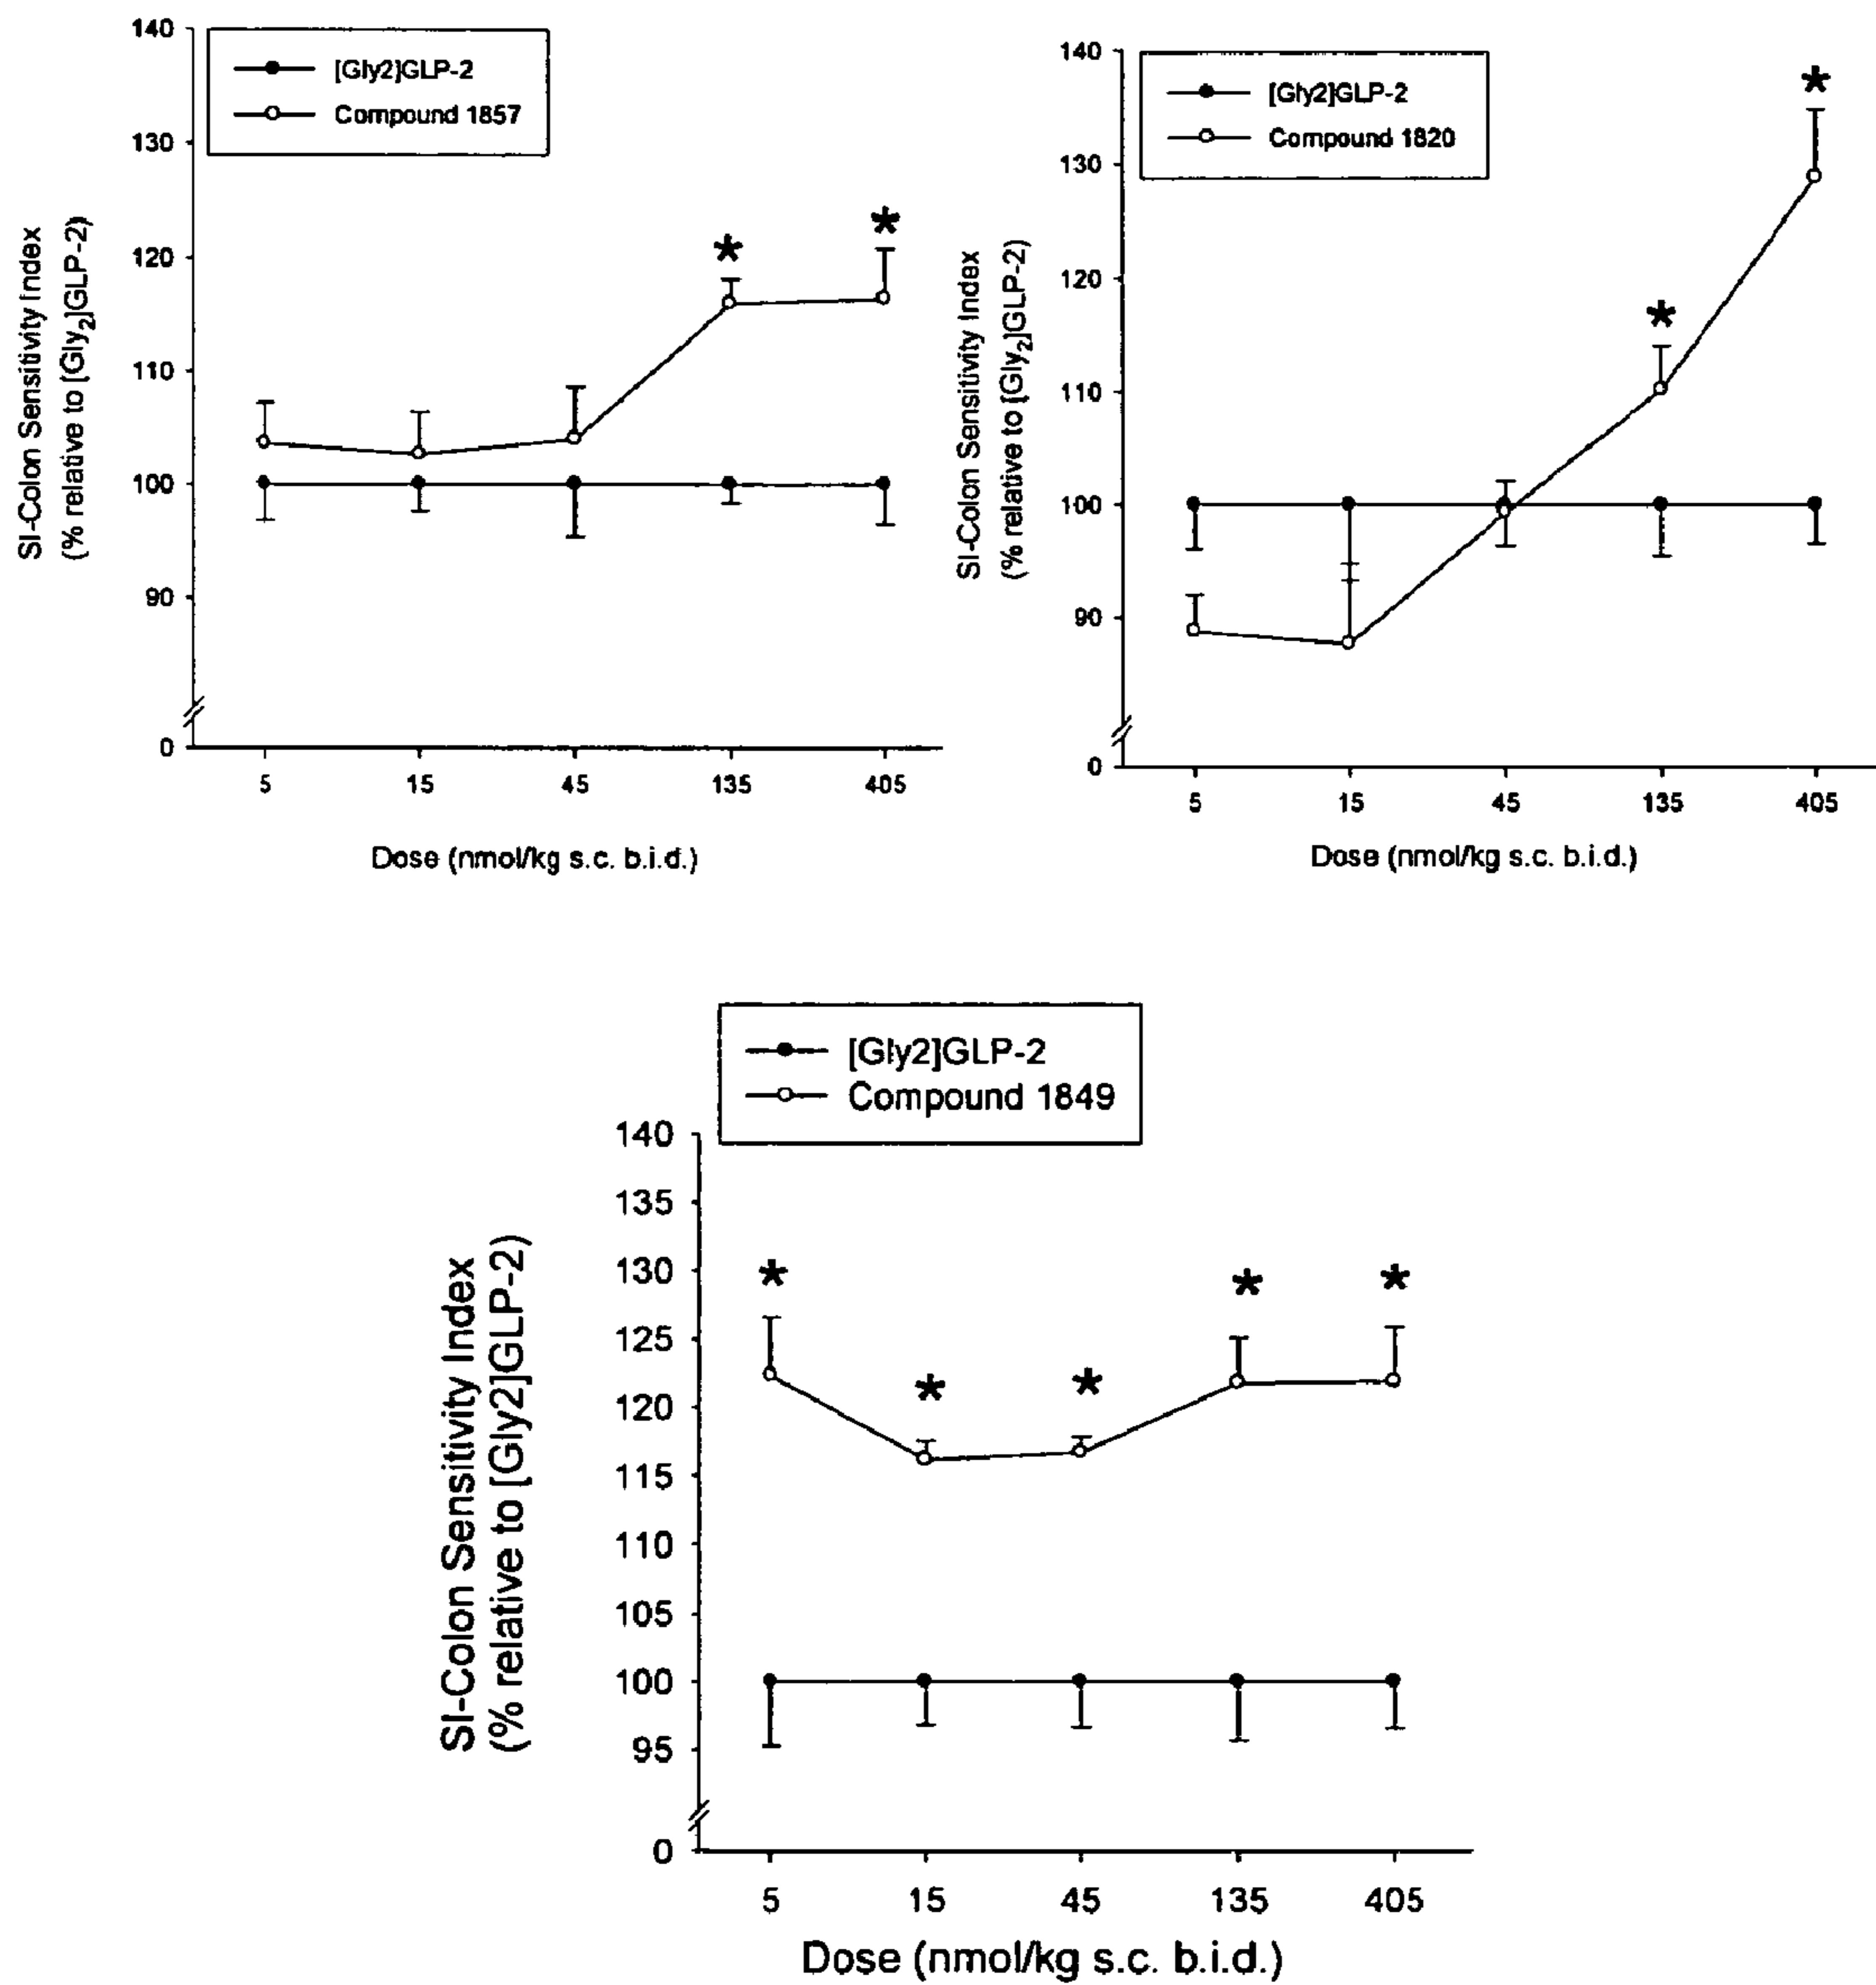 [Gly2]GLP-2
Compound 1857
SI-Colon Sensitivity Index
(% relative to [Gly2]GLP-2)
140
130
120
110
100
90
0
*
*
5 15 45 135 405
Dose (nmol/kg s.c. b.i.d.)
[Gly2]GLP-2
Compound 1820
SI-Colon Sensitivity Index
(% relative to [Gly2]GLP-2)
140
130
120
110
100
90
0
*
*
5 15 45 135 405
Dose (nmol/kg s.c. b.i.d.)
[Gly2]GLP-2
Compound 1849
SI-Colon Sensitivity Index
(% relative to [Gly2]GLP-2)
140
135
130
125
120
115
110
105
100
95
0
*
*
*
*
*
5 15 45 135 405
Dose (nmol/kg s.c. b.i.d.)